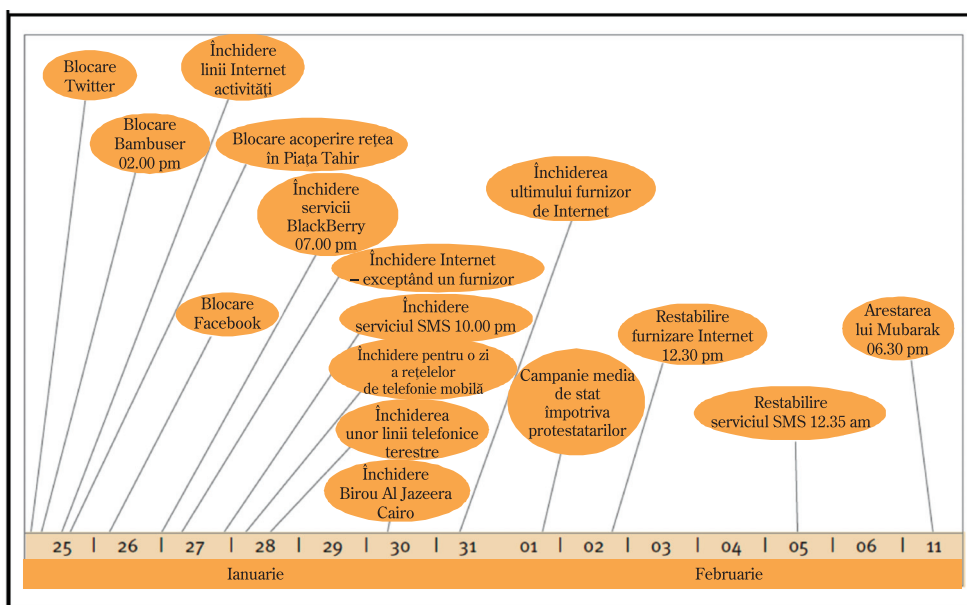 Blocare
Twitter
Închidere
linii Internet
activități
Blocare
Bambuser
02.00 pm
Blocare acoperire rețea
în Piața Tahir
Închidere
servicii
BlackBerry
07.00 pm
Închiderea
ultimului furnizor
de Internet
Închidere Internet
– exceptând un furnizor
Blocare
Facebook
Închidere
serviciul SMS 10.00 pm
Închidere pentru o zi
a rețelelor
de telefonie mobilă
Închiderea
unor linii telefonice
terestre
Închidere
Birou Al Jazeera
Cairo
Campanie media
de stat
împotriva
protestatarilor
Restabilire
furnizare Internet
12.30 pm
Restabilire
serviciul SMS 12.35 am
Arestarea
lui Mubarak
06.30 pm
25 | 26 | 27 | 28 | 29 | 30 | 31 01 | 02 | 03 | 04 | 05 | 06 | 11
Ianuarie Februarie